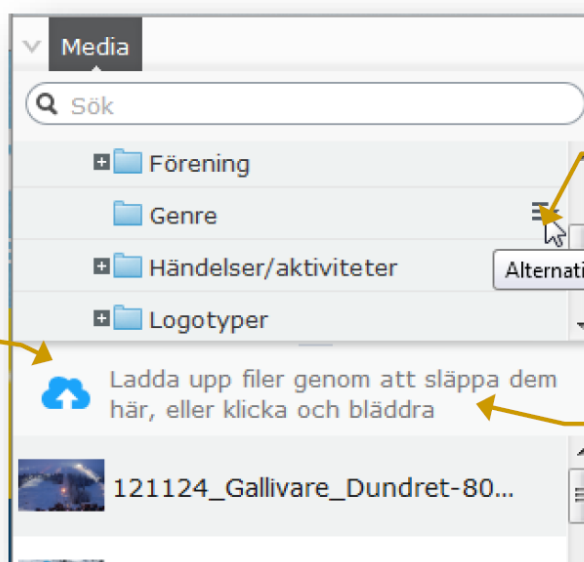 Media
Sök
Förening
Genre
Händelser/aktiviteter
Alternati
Logotyper
Ladda upp filer genom att släppa dem
här, eller klicka och bläddra
121124_Gallivare_Dundret-80...